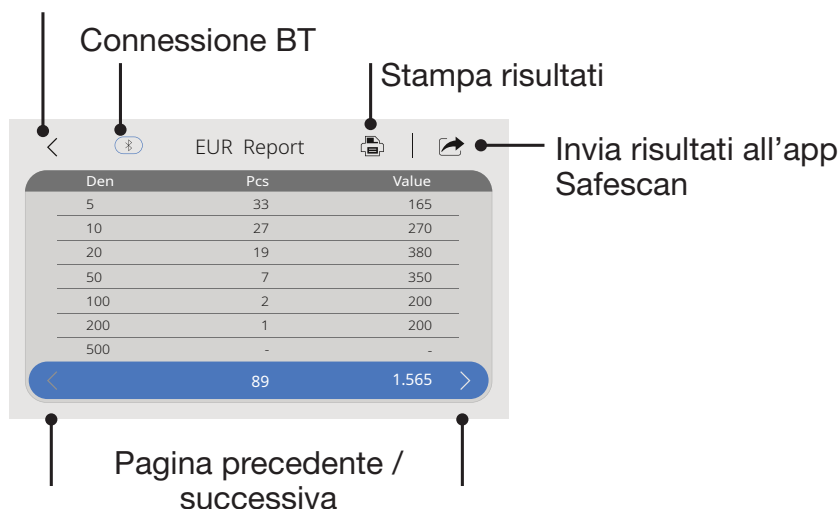 Connessione BT
Stampa risultati
EUR Report
Invia risultati all'app
Safescan
Den Pcs Value
5 33 165
10 27 270
20 19 380
50 7 350
100 2 200
200 1 200
500 - -
89 1.565
Pagina precedente /
successiva